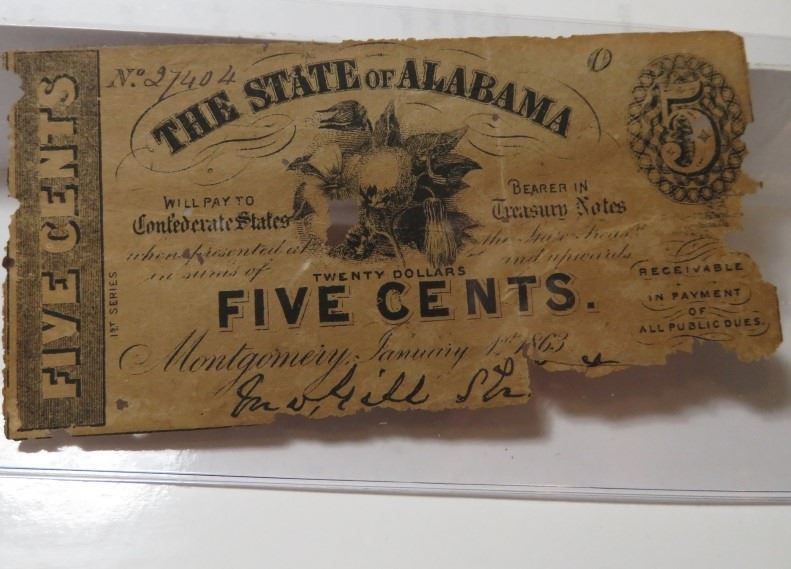 FIVE CENTS
No. 27404
THE STATE OF ALABAMA
5
WILL PAY TO BEARER IN
Confederate States Treasury Notes
when presented at the
in sums of TWENTY DOLLARS and upwards
1ST SERIES
FIVE CENTS.
RECEIVABLE
IN PAYMENT
OF
ALL PUBLIC DUES.
Montgomery, January 1st 1863